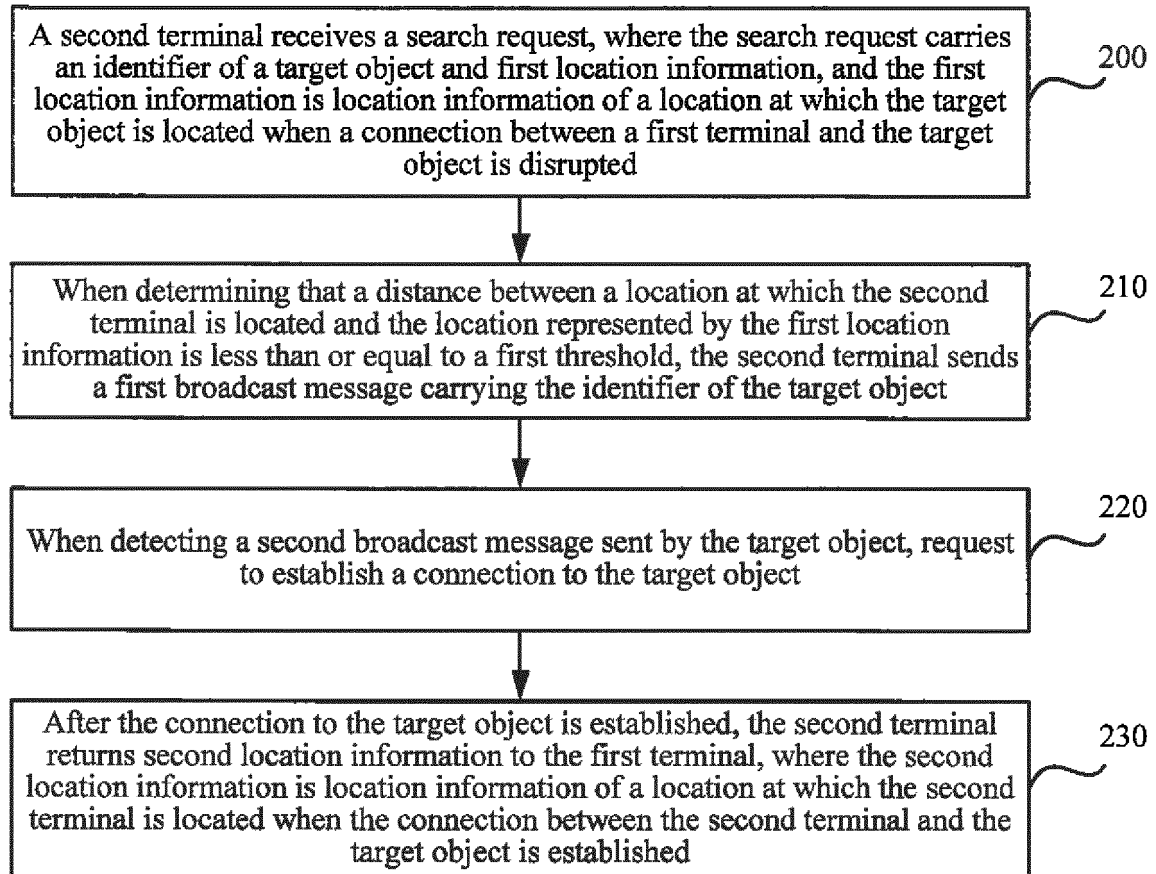 A second terminal receives a search request, where the search request carries
an identifier of a target object and first location information, and the first
location information is location information of a location at which the target
object is located when a connection between a first terminal and the target
object is disrupted
200
When determining that a distance between a location at which the second
terminal is located and the location represented by the first location
information is less than or equal to a first threshold, the second terminal sends
a first broadcast message carrying the identifier of the target object
210
When detecting a second broadcast message sent by the target object, request
to establish a connection to the target object
220
After the connection to the target object is established, the second terminal
returns second location information to the first terminal, where the second
location information is location information of a location at which the second
terminal is located when the connection between the second terminal and the
target object is established
230